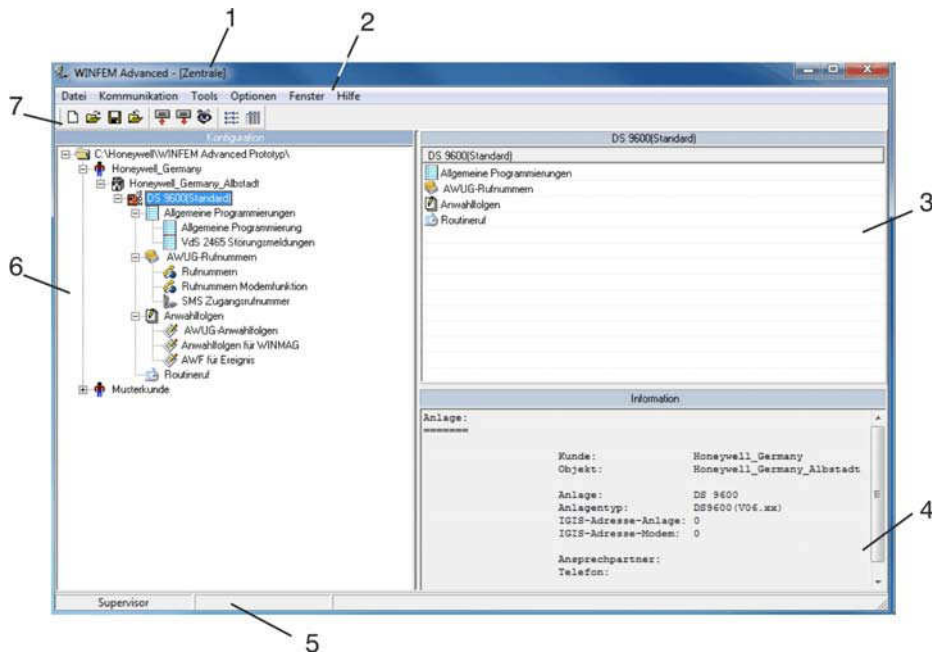 1
2
WINFEM Advanced - [Zentrale]
Datei Kommunikation Tools Optionen Fenster Hilfe
7
Konfiguration
C:\Honeywell\WINFEM Advanced Prototyp\
Honeywell_Germany
Honeywell_Germany_Albstadt
DS 9600(Standard)
Allgemeine Programmierungen
Allgemeine Programmierung
VdS 2465 Störungsmeldungen
AWUG-Rufnummern
Rufnummern
Rufnummern Modemfunktion
SMS Zugangsrufnummer
Anwahlfolgen
AWUG-Anwahlfolgen
Anwahlfolgen für WINMAG
AWF für Ereignis
Routineruf
Musterkunde
6
DS 9600(Standard)
DS 9600(Standard)
Allgemeine Programmierungen
AWUG-Rufnummern
Anwahlfolgen
Routineruf
3
Information
Anlage:
=======
Kunde: Honeywell_Germany
Objekt: Honeywell_Germany_Albstadt
Anlage: DS 9600
Anlagentyp: DS9600(V06.xx)
IGIS-Adresse-Anlage: 0
IGIS-Adresse-Modem: 0
Ansprechpartner:
Telefon:
4
Supervisor
5